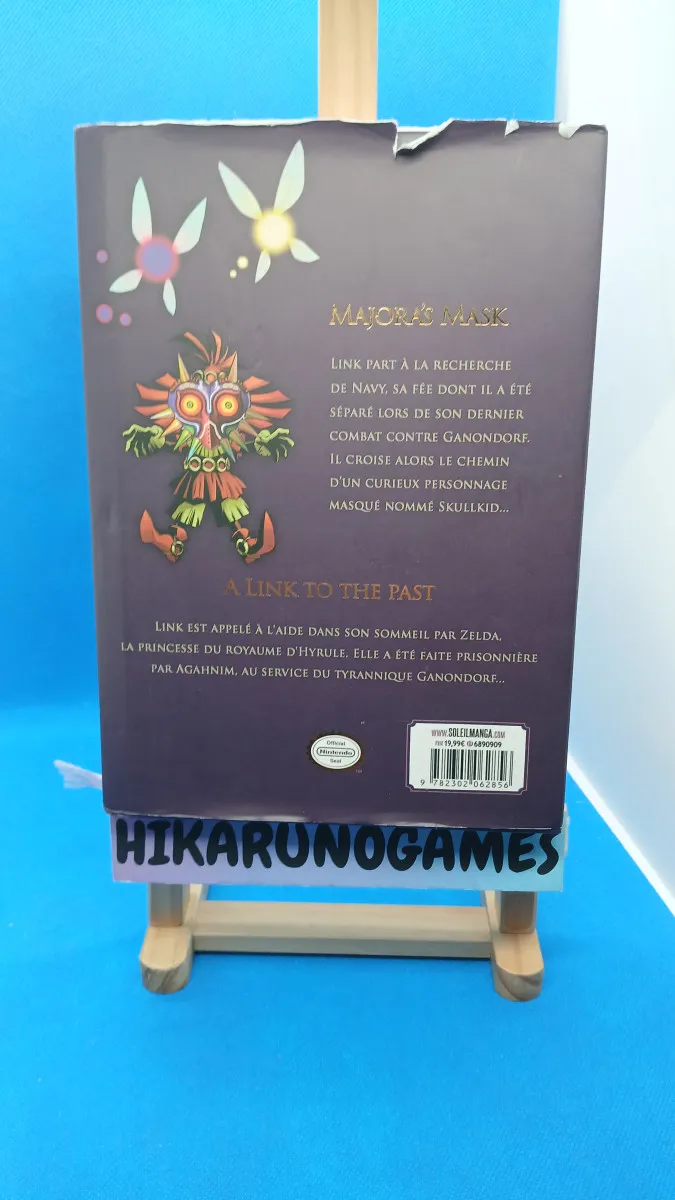 Majora's Mask
Link part à la recherche
de Navy, sa fée dont il a été
séparé lors de son dernier
combat contre Ganondorf.
Il croise alors le chemin
d'un curieux personnage
masqué nommé Skullkid...
A Link to the past
Link est appelé à l'aide dans son sommeil par Zelda,
la princesse du royaume d'Hyrule. Elle a été faite prisonnière
par Agahnim, au service du tyrannique Ganondorf...
Official
Nintendo
Seal
www.soleilmanga.com
19,99€
6890909
9 782302 062856
HIKARUNOGAMES